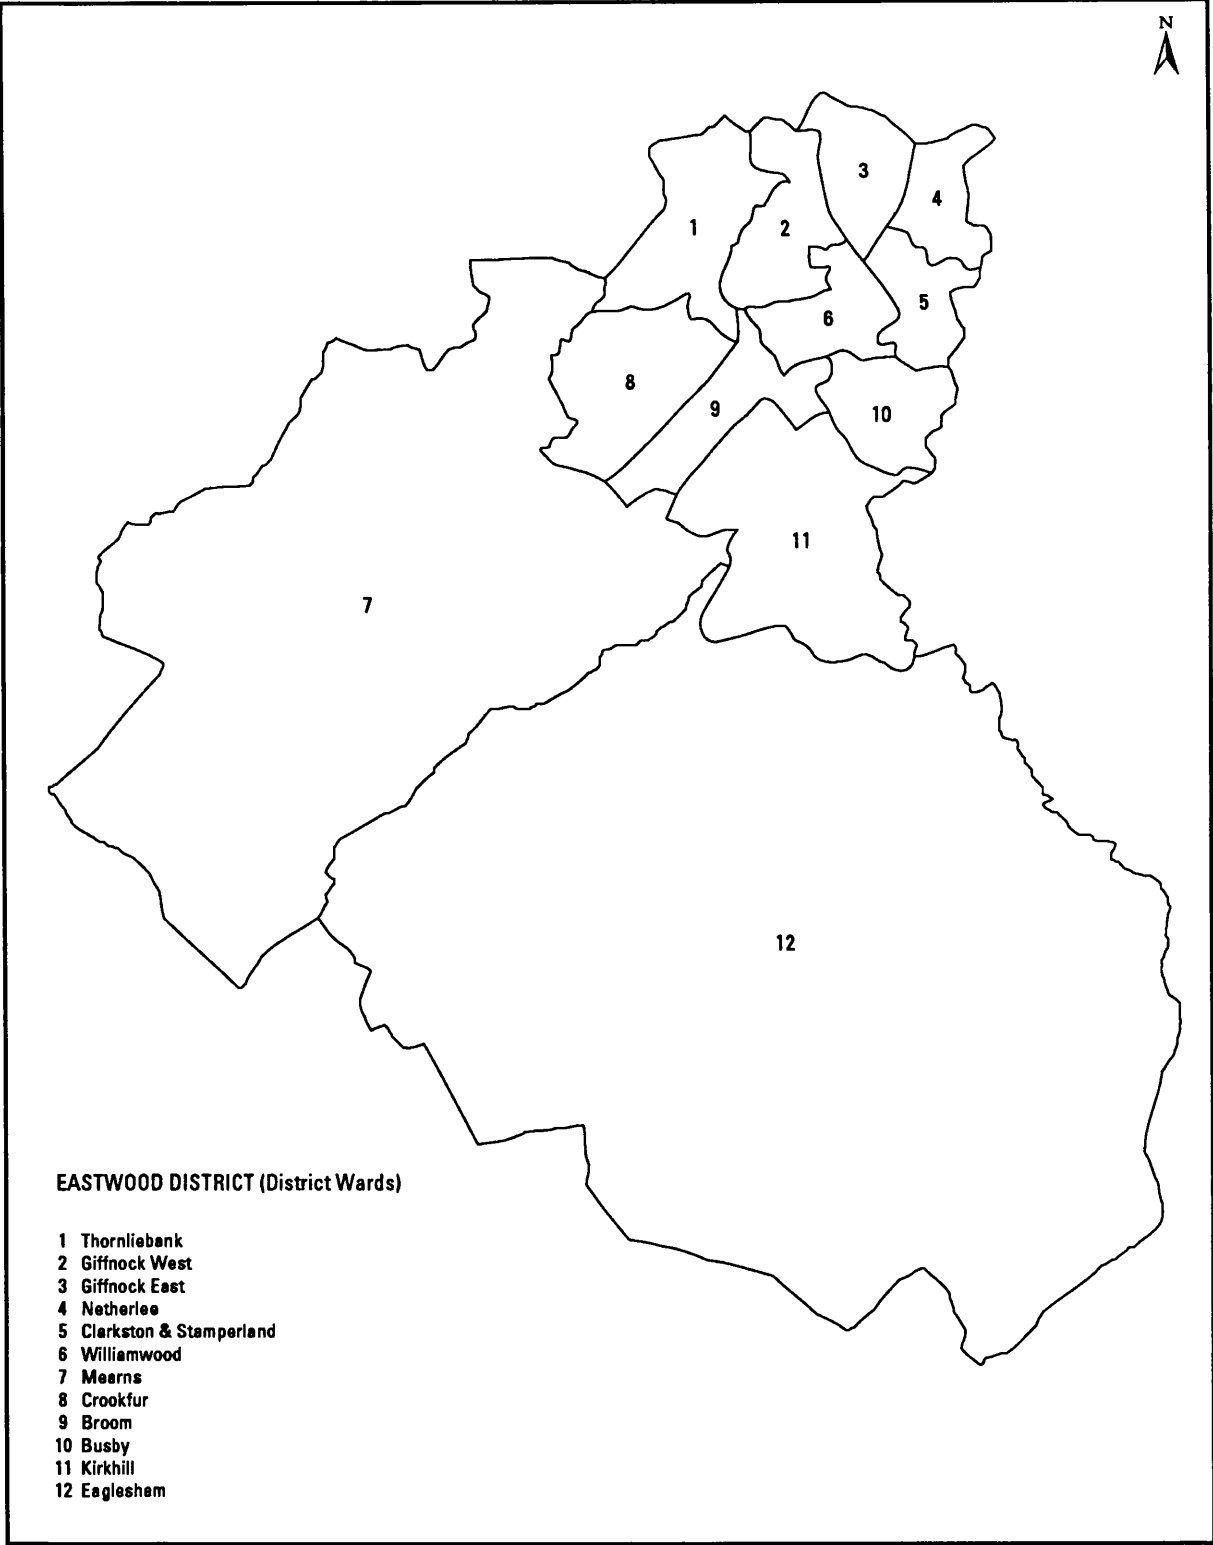 N
3
4
1
2
5
6
8
9
10
11
7
12
EASTWOOD DISTRICT (District Wards)
1 Thornliebank
2 Giffnock West
3 Giffnock East
4 Netherlee
5 Clarkston & Stamperland
6 Williamwood
7 Mearns
8 Crookfur
9 Broom
10 Busby
11 Kirkhill
12 Eaglesham